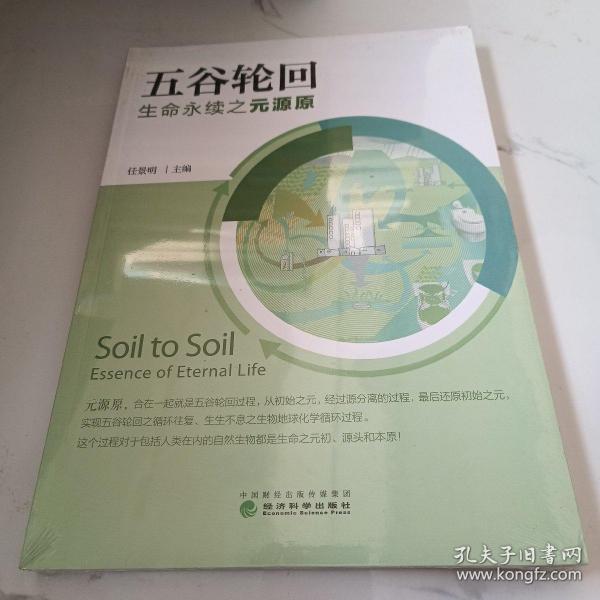 五谷轮回
生命永续之元源原
任景明 | 主编
Soil to Soil
Essence of Eternal Life
元源原，合在一起就是五谷轮回过程，从初始之元，经过源分离的过程，最后还原初始之元，
实现五谷轮回之循环往复、生生不息之生物地球化学循环过程。
这个过程对于包括人类在内的自然生物都是生命之元初、源头和本原！
中国财经出版传媒集团
经济科学出版社
Economic Science Press
孔夫子旧书网
www.kongfz.com